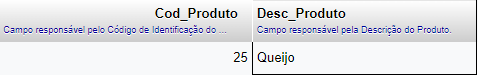 Cod_Produto Desc_Produto
Campo responsável pelo Código de Identificação do ... Campo responsável pela Descrição do Produto.
25 Queijo